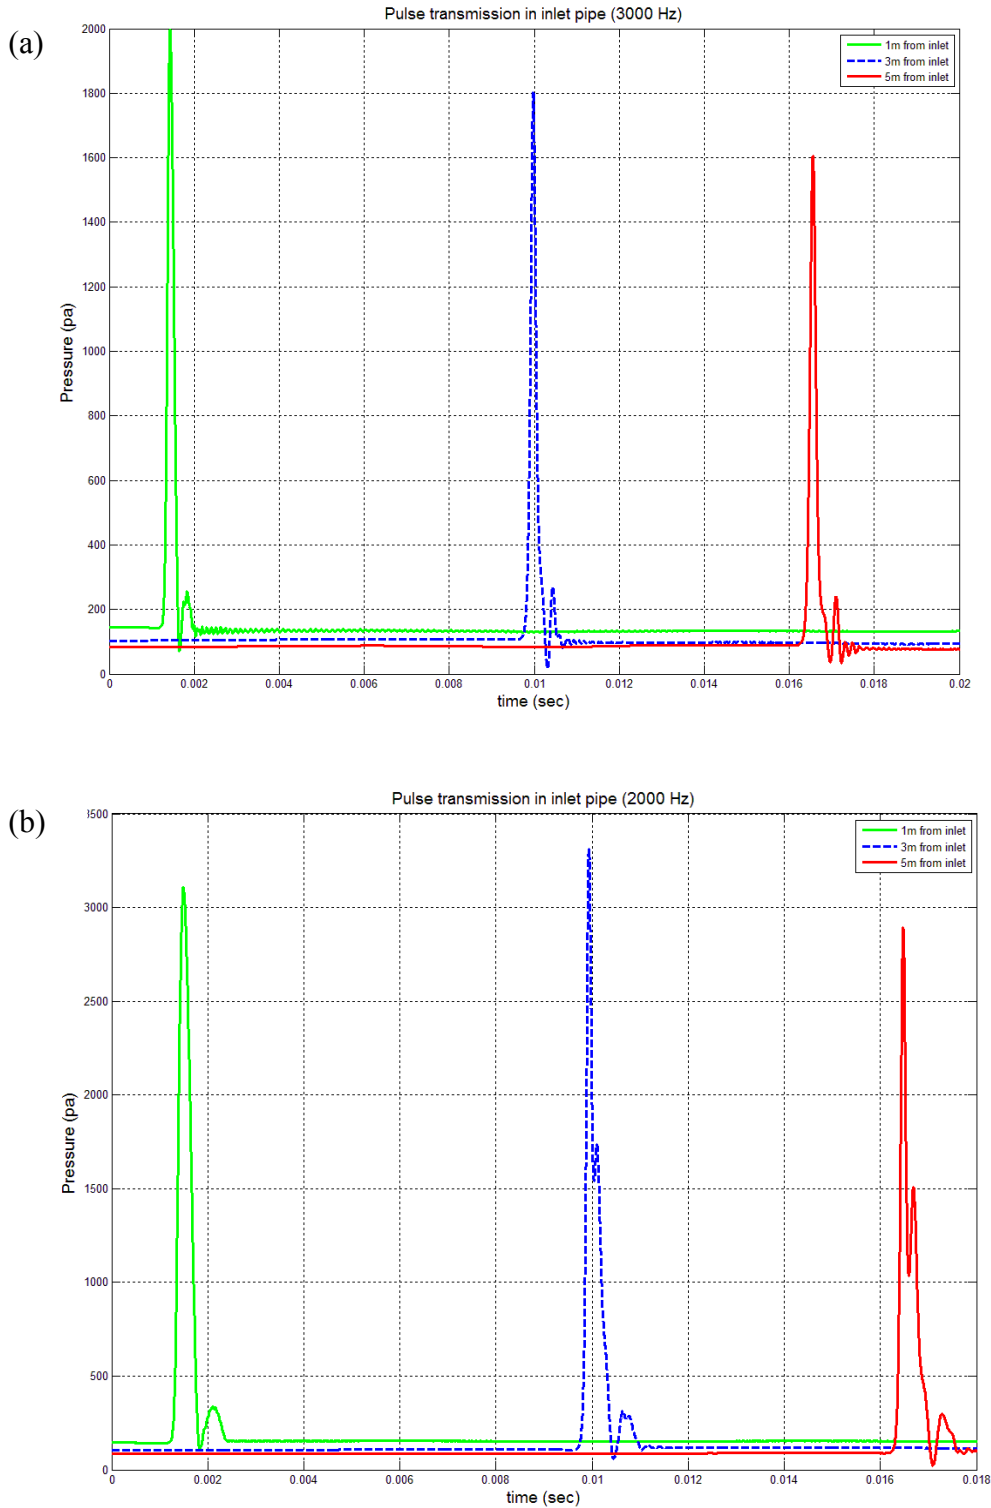 (a)
Pulse transmission in inlet pipe (3000 Hz)
1m from inlet
3m from inlet
5m from inlet
2000
1800
1600
1400
1200
1000
800
600
400
200
0
Pressure (pa)
0 0.002 0.004 0.006 0.008 0.01 0.012 0.014 0.016 0.018 0.02
time (sec)
(b)
Pulse transmission in inlet pipe (2000 Hz)
1m from inlet
3m from inlet
5m from inlet
3500
3000
2500
2000
1500
1000
500
0
Pressure (pa)
0 0.002 0.004 0.006 0.008 0.01 0.012 0.014 0.016 0.018
time (sec)